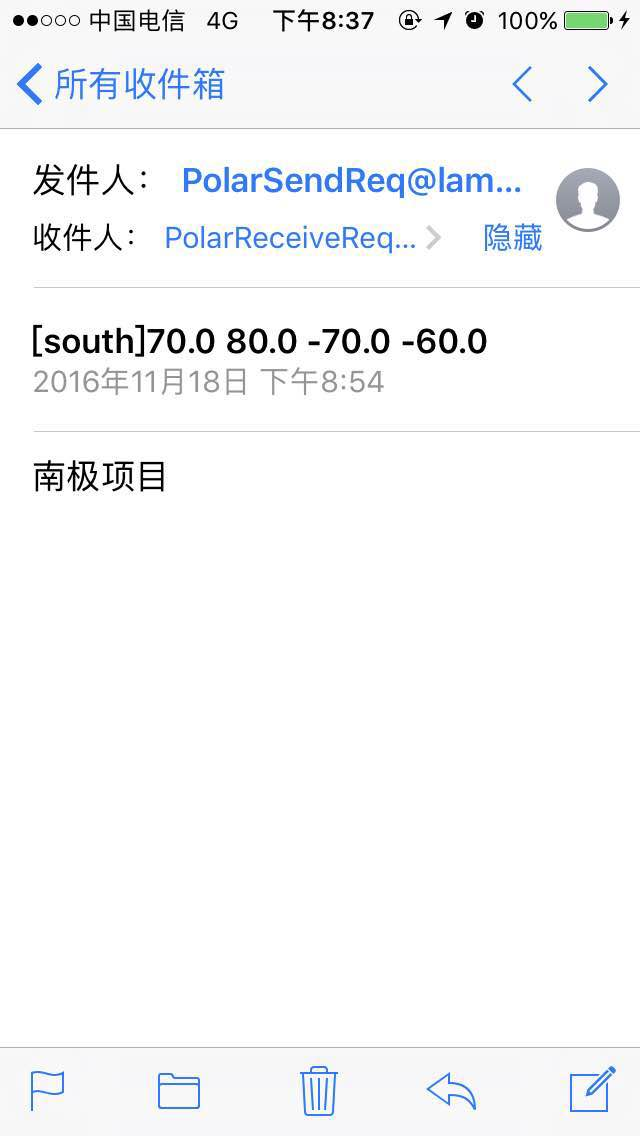 中国电信 4G 下午8:37 100%
所有收件箱
发件人： PolarSendReq@lam...
收件人： PolarReceiveReq... 隐藏
[south]70.0 80.0 -70.0 -60.0
2016年11月18日 下午8:54
南极项目